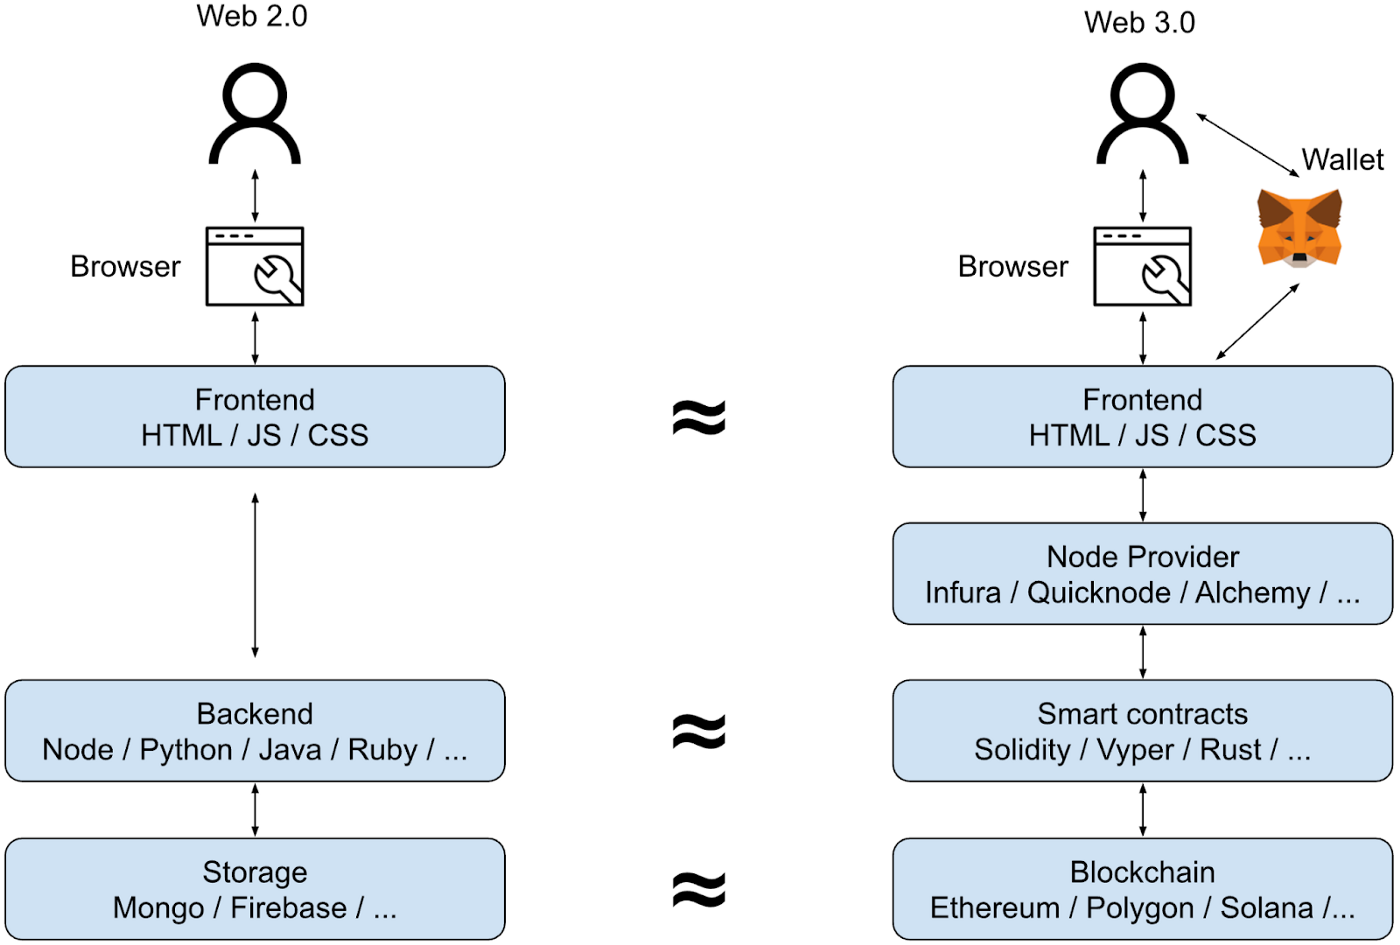 Web 2.0
Browser
Frontend
HTML / JS / CSS
Backend
Node / Python / Java / Ruby / ...
Storage
Mongo / Firebase / ...
≈
≈
≈
Web 3.0
Wallet
Browser
Frontend
HTML / JS / CSS
Node Provider
Infura / Quicknode / Alchemy / ...
Smart contracts
Solidity / Vyper / Rust / ...
Blockchain
Ethereum / Polygon / Solana /...